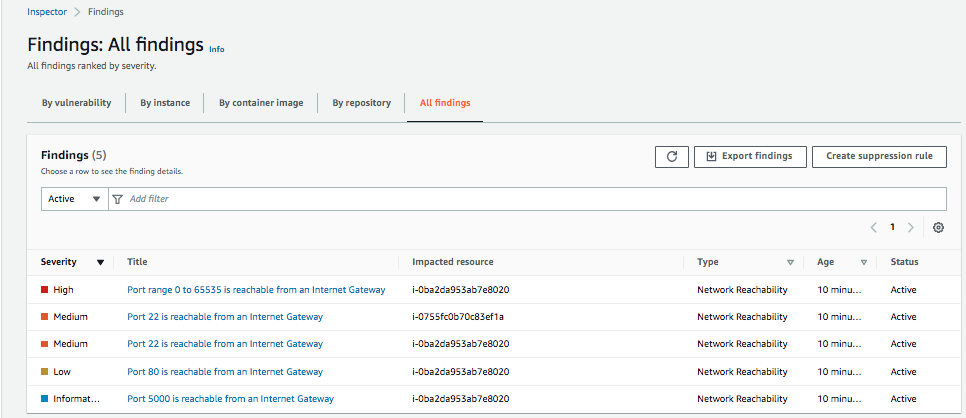 Inspector > Findings
Findings: All findings Info
All findings ranked by severity.
By vulnerability By instance By container image By repository All findings
Findings (5)
Choose a row to see the finding details.
Export findings Create suppression rule
Active Add filter
1
Severity Title Impacted resource Type Age Status
High Port range 0 to 65535 is reachable from an Internet Gateway i-0ba2da953ab7e8020 Network Reachability 10 minu... Active
Medium Port 22 is reachable from an Internet Gateway i-0755fc0b70c83ef1a Network Reachability 10 minu... Active
Medium Port 22 is reachable from an Internet Gateway i-0ba2da953ab7e8020 Network Reachability 10 minu... Active
Low Port 80 is reachable from an Internet Gateway i-0ba2da953ab7e8020 Network Reachability 10 minu... Active
Informat... Port 5000 is reachable from an Internet Gateway i-0ba2da953ab7e8020 Network Reachability 10 minu... Active